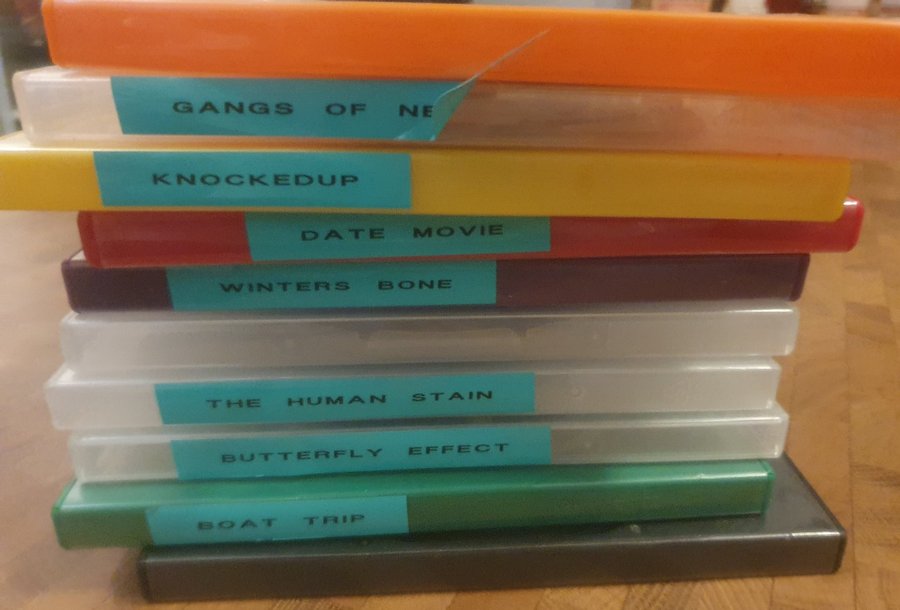 GANGS OF NE
KNOCKEDUP
DATE MOVIE
WINTERS BONE
THE HUMAN STAIN
BUTTERFLY EFFECT
BOAT TRIP